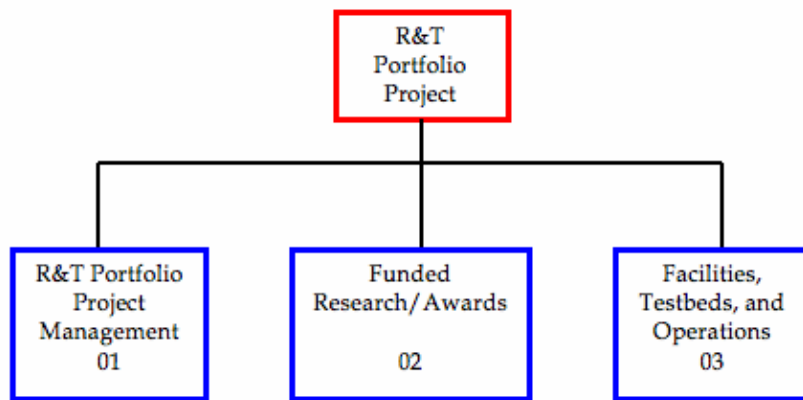 R&T
Portfolio
Project
R&T Portfolio
Project
Management
01
Funded
Research/Awards
02
Facilities,
Testbeds, and
Operations
03